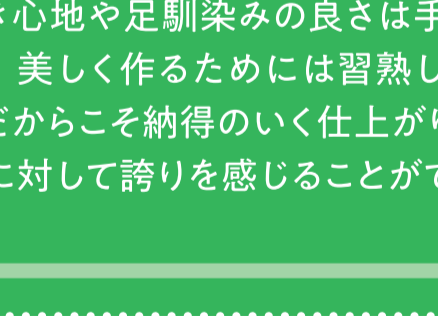 心地や足馴染みの良さは手
美しく作るためには習熟し
だからこそ納得のいく仕上が
に対して誇りを感じることがで